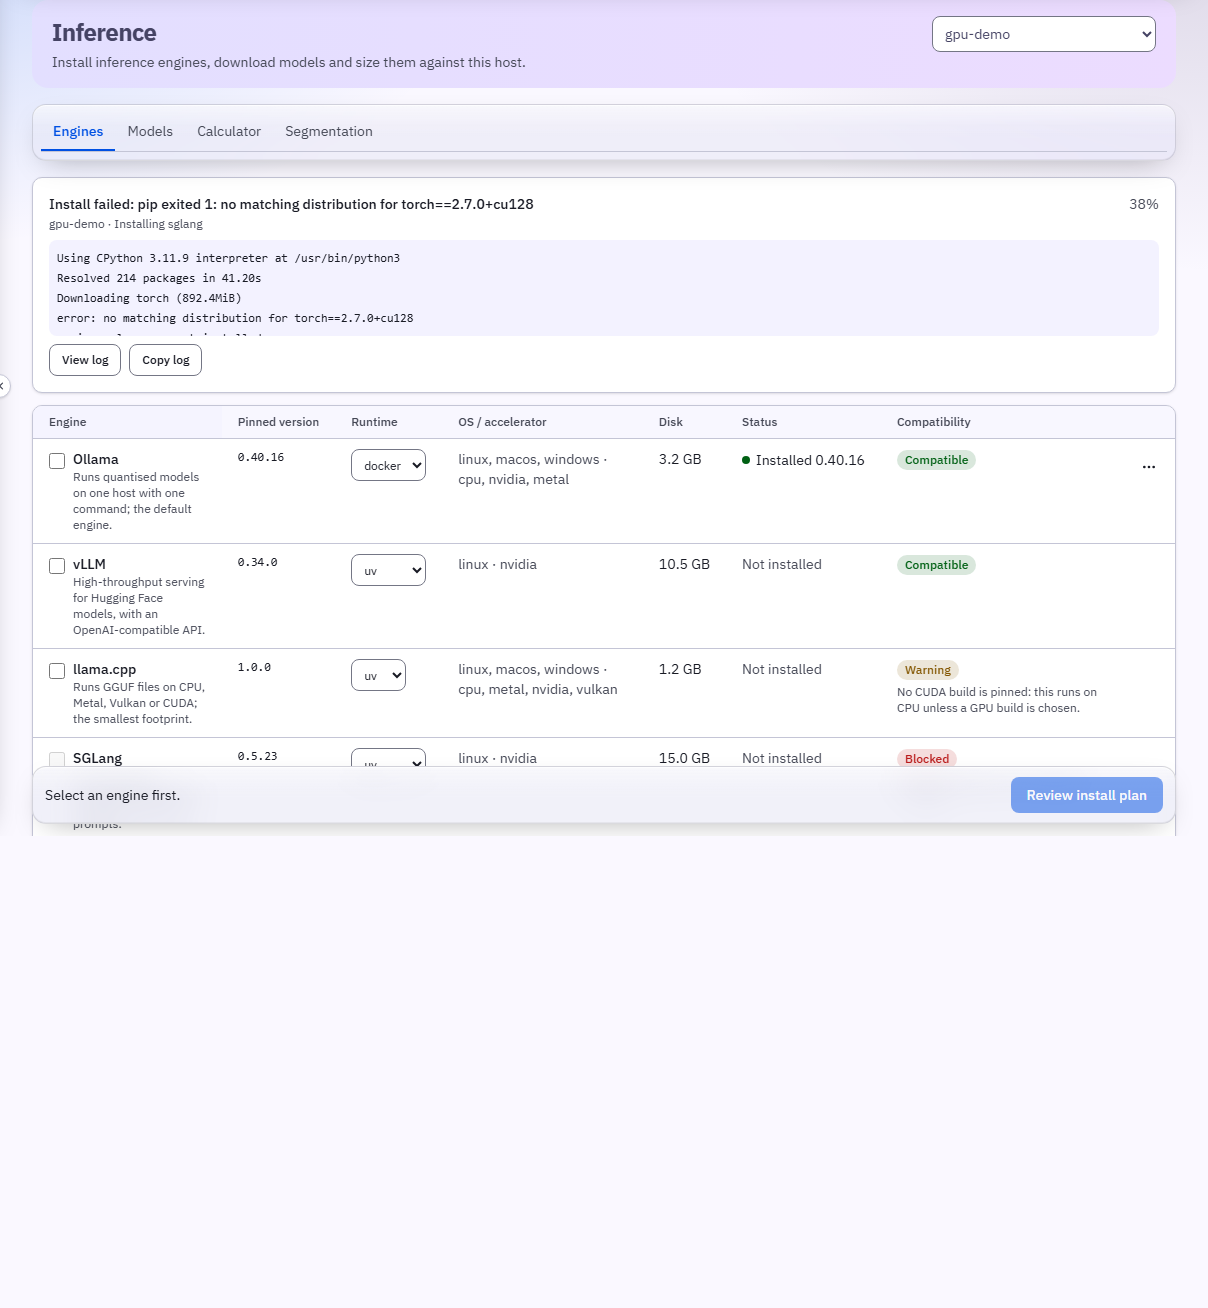 Inference
Install inference engines, download models and size them against this host.
gpu-demo
Engines
Models
Calculator
Segmentation
Install failed: pip exited 1: no matching distribution for torch==2.7.0+cu128
38%
gpu-demo · Installing sglang
Using CPython 3.11.9 interpreter at /usr/bin/python3
Resolved 214 packages in 41.20s
Downloading torch (892.4MiB)
error: no matching distribution for torch==2.7.0+cu128
View log
Copy log
Engine
Pinned version
Runtime
OS / accelerator
Disk
Status
Compatibility
Ollama
Runs quantised models
on one host with one
command; the default
engine.
0.40.16
docker
linux, macos, windows ·
cpu, nvidia, metal
3.2 GB
Installed 0.40.16
Compatible
vLLM
High-throughput serving
for Hugging Face
models, with an
OpenAI-compatible API.
0.34.0
uv
linux · nvidia
10.5 GB
Not installed
Compatible
llama.cpp
Runs GGUF files on CPU,
Metal, Vulkan or CUDA;
the smallest footprint.
1.0.0
uv
linux, macos, windows ·
cpu, metal, nvidia, vulkan
1.2 GB
Not installed
Warning
No CUDA build is pinned: this runs on
CPU unless a GPU build is chosen.
SGLang
0.5.23
uv
linux · nvidia
15.0 GB
Not installed
Blocked
Select an engine first.
Review install plan
prompts.